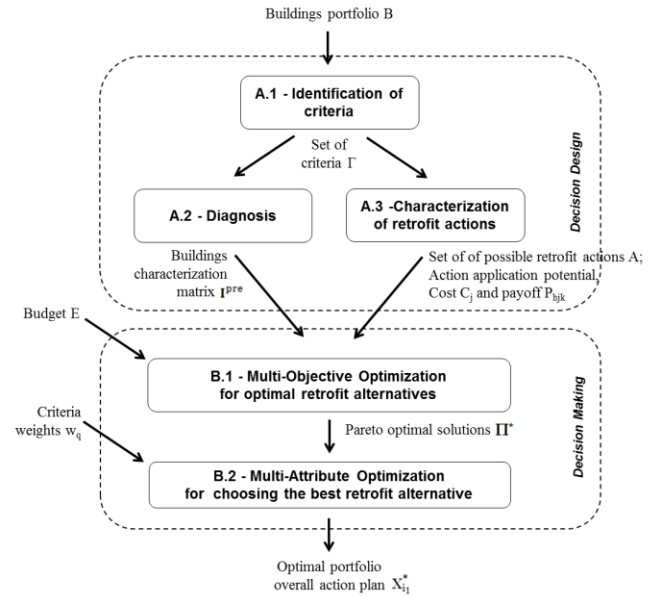 Buildings portfolio B
A.1 - Identification of
criteria
Set of
criteria Γ
Decision Design
A.2 - Diagnosis
A.3 -Characterization
of retrofit actions
Buildings
characterization
matrix I^pre
Set of of possible retrofit actions A;
Action application potential,
Cost C_j and payoff P_hjk
Budget E
B.1 - Multi-Objective Optimization
for optimal retrofit alternatives
Criteria
weights w_q
Pareto optimal solutions Π*
Decision Making
B.2 - Multi-Attribute Optimization
for choosing the best retrofit alternative
Optimal portfolio
overall action plan X*_i1